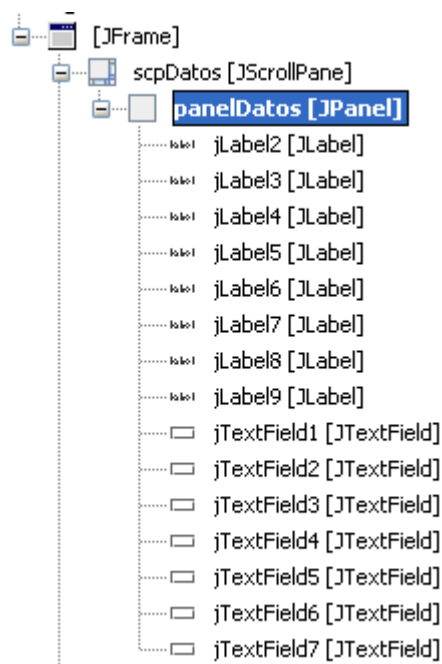 [JFrame]
scpDatos [JScrollPane]
panelDatos [JPanel]
jLabel2 [JLabel]
jLabel3 [JLabel]
jLabel4 [JLabel]
jLabel5 [JLabel]
jLabel6 [JLabel]
jLabel7 [JLabel]
jLabel8 [JLabel]
jLabel9 [JLabel]
jTextField1 [JTextField]
jTextField2 [JTextField]
jTextField3 [JTextField]
jTextField4 [JTextField]
jTextField5 [JTextField]
jTextField6 [JTextField]
jTextField7 [JTextField]